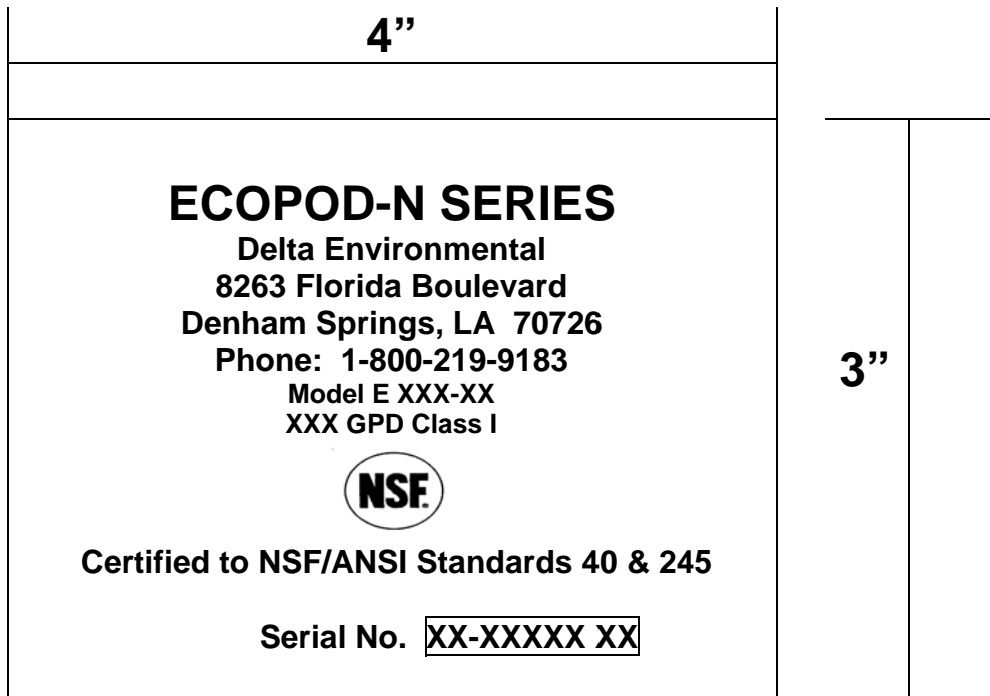 4”
ECOPOD-N SERIES
Delta Environmental
8263 Florida Boulevard
Denham Springs, LA 70726
Phone: 1-800-219-9183
Model E XXX-XX
XXX GPD Class I
3”
NSF.
Certified to NSF/ANSI Standards 40 & 245
Serial No. XX-XXXXX XX